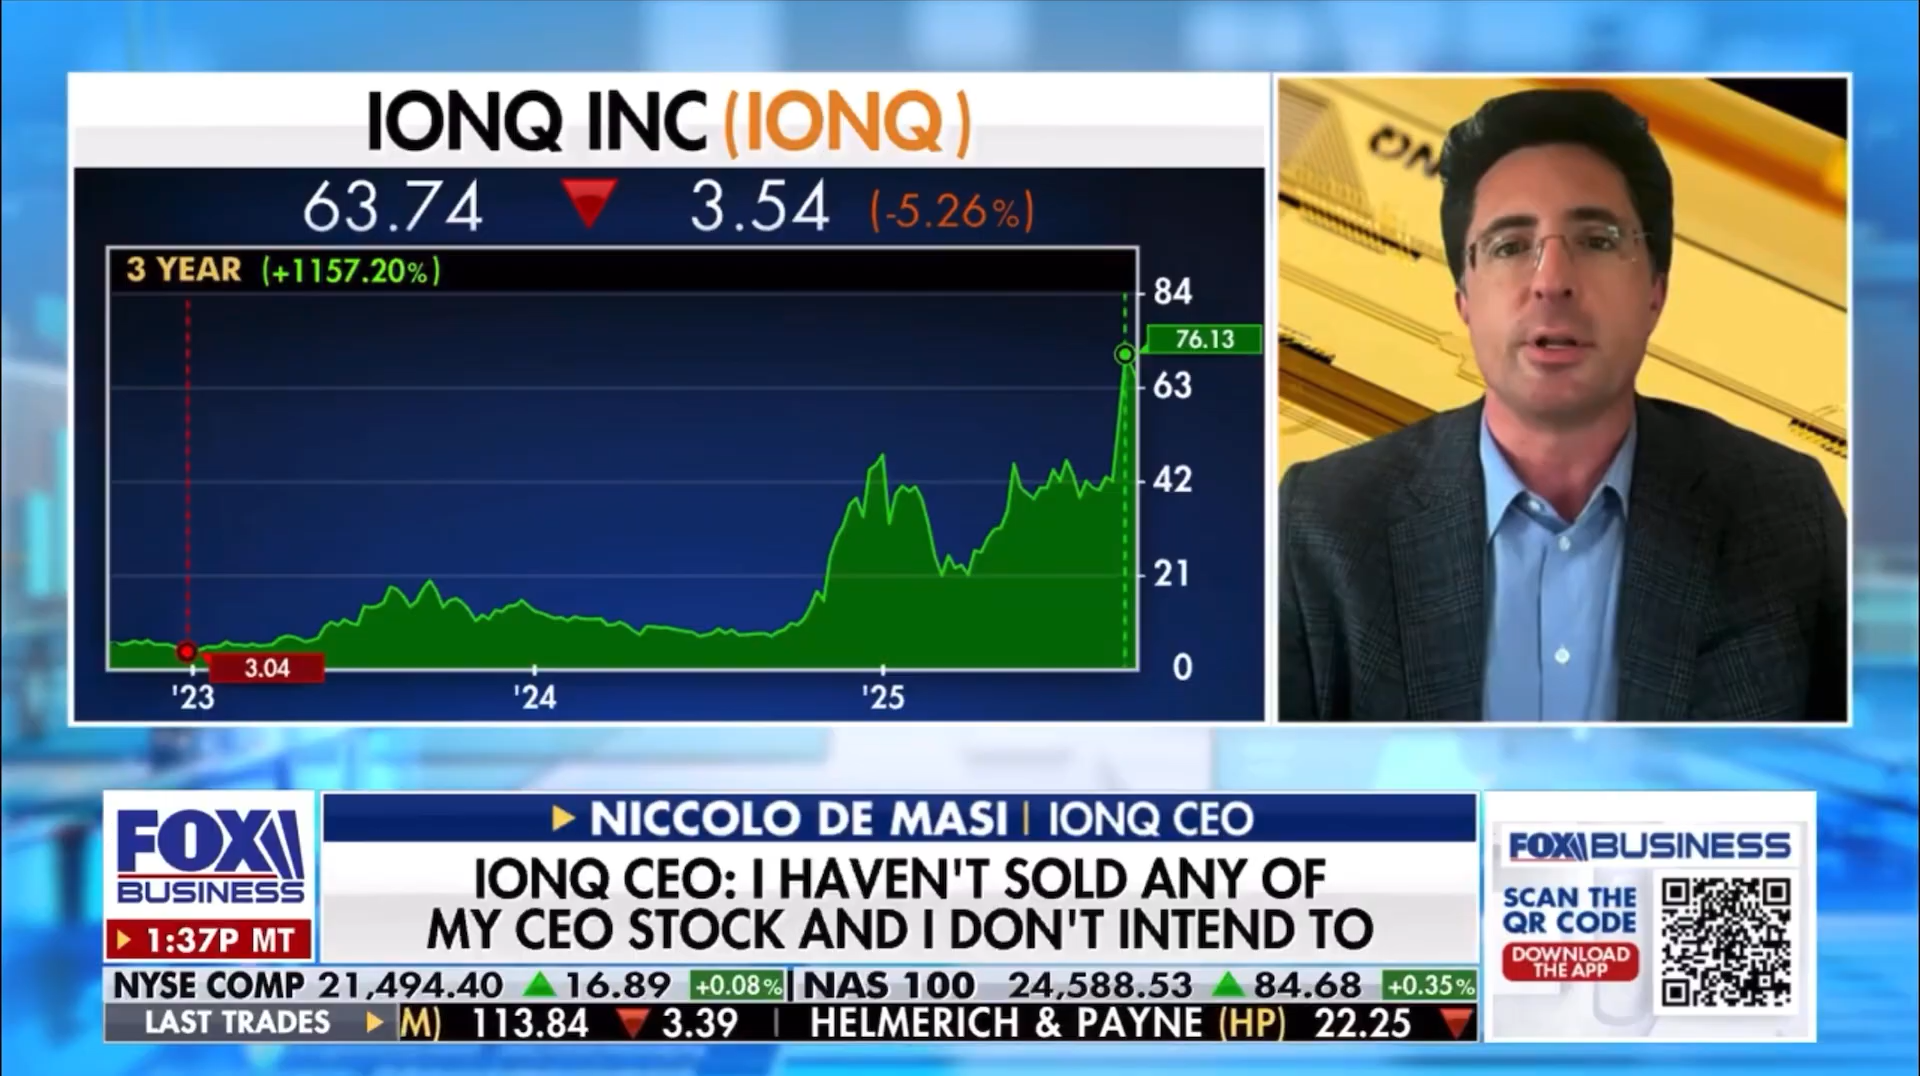 IONQ INC (IONQ)
63.74 ▼ 3.54 (-5.26%)
3 YEAR (+1157.20%)
84
76.13
63
42
21
0
3.04
'23 '24 '25
FOX BUSINESS
1:37P MT
NICCOLO DE MASI | IONQ CEO
IONQ CEO: I HAVEN'T SOLD ANY OF
MY CEO STOCK AND I DON'T INTEND TO
NYSE COMP 21,494.40 ▲ 16.89 +0.08% NAS 100 24,588.53 ▲ 84.68 +0.35%
LAST TRADES M) 113.84 ▼ 3.39 | HELMERICH & PAYNE (HP) 22.25 ▼
FOX BUSINESS
SCAN THE
QR CODE
DOWNLOAD
THE APP